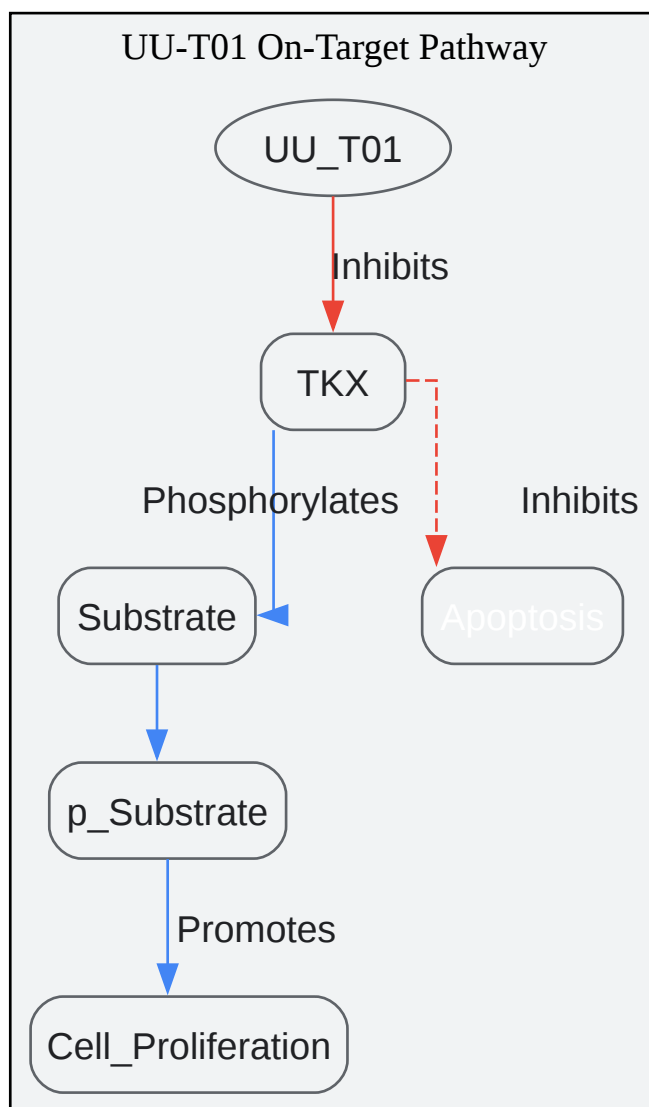 UU-T01 On-Target Pathway
UU_T01
Inhibits
TKX
Phosphorylates
Inhibits
Substrate
Apoptosis
p_Substrate
Promotes
Cell_Proliferation